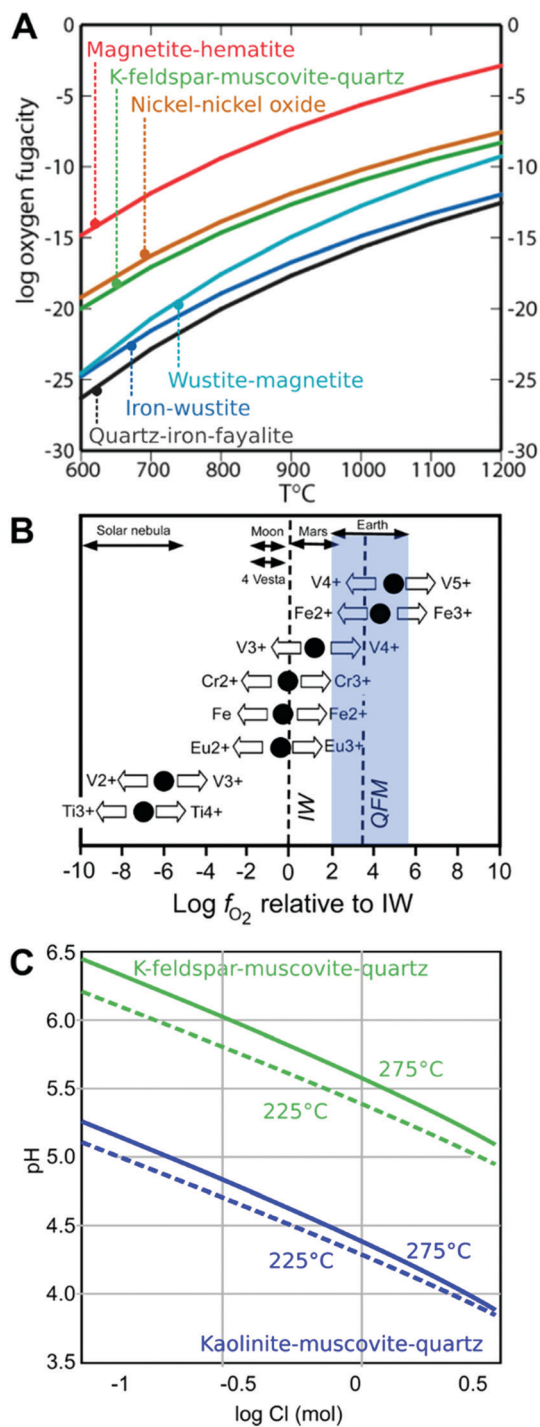 A
0
0
Magnetite-hematite
K-feldspar-muscovite-quartz
Nickel-nickel oxide
-5
-5
-10
-10
log oxygen fugacity
-15
-15
-20
-20
Wustite-magnetite
-25
-25
Iron-wustite
Quartz-iron-fayalite
-30
-30
600 700 800 900 1000 1100 1200
T°C
B
Solar nebula
Moon
Mars
Earth
4 Vesta
V4+ V5+
Fe2+ Fe3+
V3+ V4+
Cr2+ Cr3+
Fe Fe2+
Eu2+ Eu3+
V2+ V3+
Ti3+ Ti4+
IW
QFM
-10 -8 -6 -4 -2 0 2 4 6 8 10
Log fO2 relative to IW
C
6.5
K-feldspar-muscovite-quartz
6.0
275°C
5.5
225°C
pH
5.0
4.5
275°C
225°C
4.0
Kaolinite-muscovite-quartz
3.5
-1 -0.5 0 0.5
log Cl (mol)